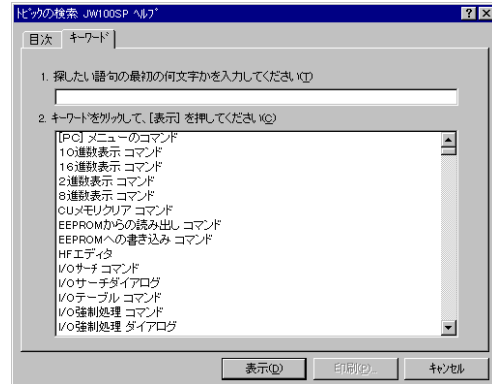 トピックの検索: JW100SP ヘルプ
目次 キーワード
1. 探したい語句の最初の何文字かを入力してください(T)
2. キーワードをクリックして、[表示] を押してください(C)
[PC] メニューのコマンド
10進数表示 コマンド
16進数表示 コマンド
2進数表示 コマンド
8進数表示 コマンド
CUメモリクリア コマンド
EEPROMからの読み出し コマンド
EEPROMへの書き込み コマンド
HFエディタ
I/Oサーチ コマンド
I/Oサーチダイアログ
I/Oテーブル コマンド
I/O強制処理 コマンド
I/O強制処理 ダイアログ
表示(D) 印刷(P)... キャンセル